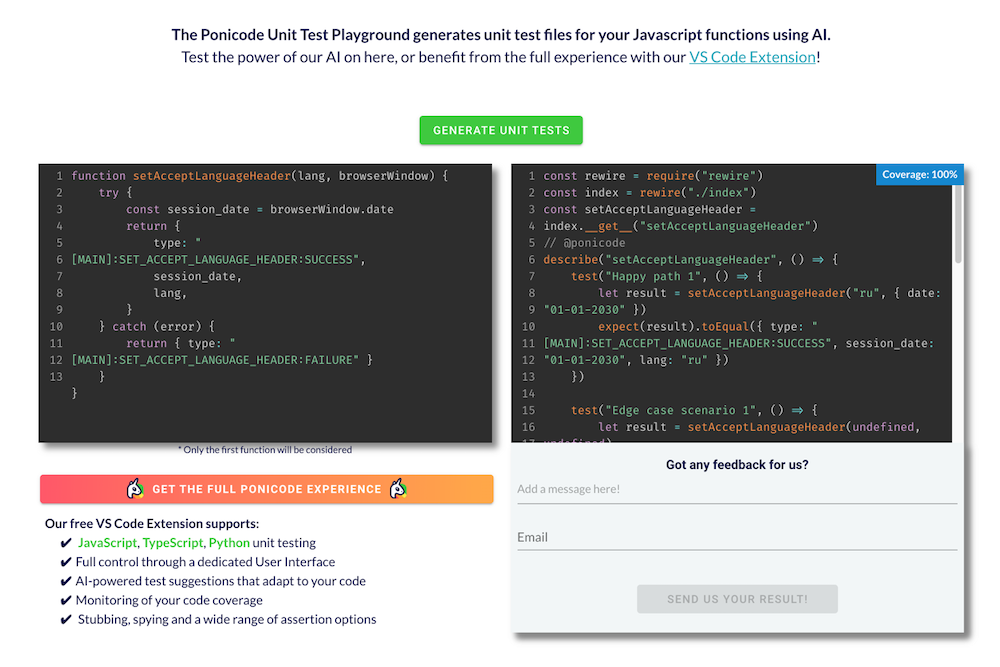 The Ponicode Unit Test Playground generates unit test files for your Javascript functions using AI.
Test the power of our AI on here, or benefit from the full experience with our VS Code Extension!
GENERATE UNIT TESTS
1 function setAcceptLanguageHeader(lang, browserWindow) {
2     try {
3         const session_date = browserWindow.date
4         return {
5             type: "
6 [MAIN]:SET_ACCEPT_LANGUAGE_HEADER:SUCCESS",
7             session_date,
8             lang,
9         }
10     } catch (error) {
11         return { type: "
12 [MAIN]:SET_ACCEPT_LANGUAGE_HEADER:FAILURE" }
13     }
}
* Only the first function will be considered
Coverage: 100%
1 const rewire = require("rewire")
2 const index = rewire("./index")
3 const setAcceptLanguageHeader =
4 index.__get__("setAcceptLanguageHeader")
5 // @ponicode
6 describe("setAcceptLanguageHeader", () => {
7     test("Happy path 1", () => {
8         let result = setAcceptLanguageHeader("ru", { date:
9 "01-01-2030" })
10         expect(result).toEqual({ type: "
11 [MAIN]:SET_ACCEPT_LANGUAGE_HEADER:SUCCESS", session_date:
12 "01-01-2030", lang: "ru" })
13     })
14
15     test("Edge case scenario 1", () => {
16         let result = setAcceptLanguageHeader(undefined,
17 undefined)
GET THE FULL PONICODE EXPERIENCE
Our free VS Code Extension supports:
✔ JavaScript, TypeScript, Python unit testing
✔ Full control through a dedicated User Interface
✔ AI-powered test suggestions that adapt to your code
✔ Monitoring of your code coverage
✔ Stubbing, spying and a wide range of assertion options
Got any feedback for us?
Add a message here!
Email
SEND US YOUR RESULT!